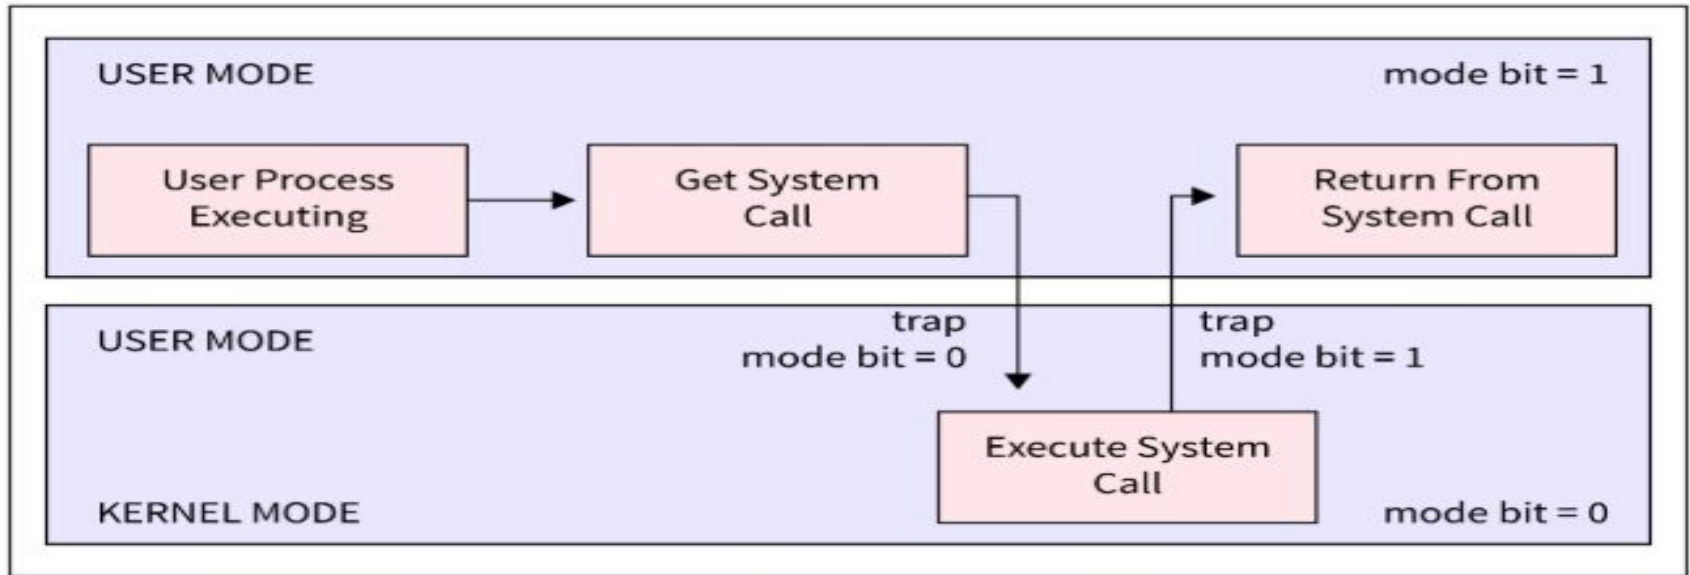 USER MODE
mode bit = 1
User Process
Executing
Get System
Call
Return From
System Call
USER MODE
trap
mode bit = 0
trap
mode bit = 1
Execute System
Call
KERNEL MODE
mode bit = 0